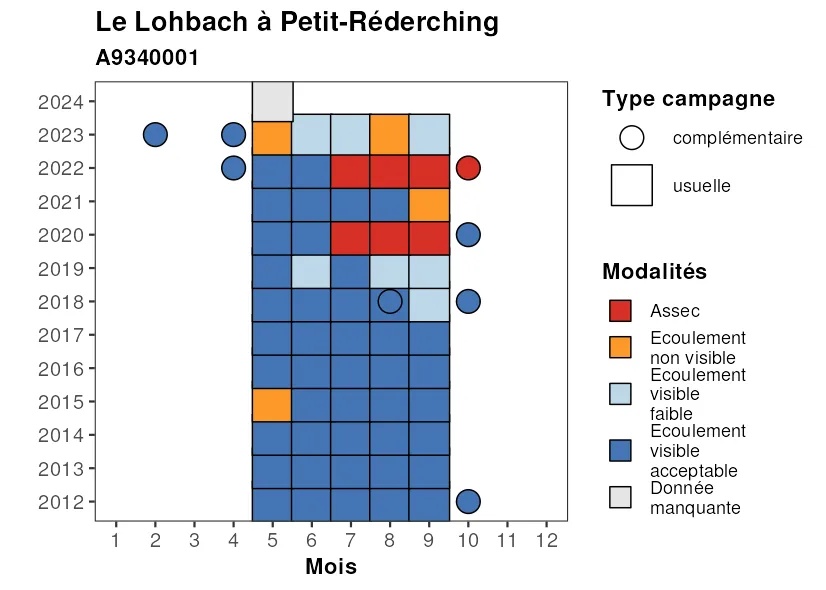 Le Lohbach à Petit-Réderching
A9340001
2024
2023
2022
2021
2020
2019
2018
2017
2016
2015
2014
2013
2012
1 2 3 4 5 6 7 8 9 10 11 12
Mois
Type campagne
complémentaire
usuelle
Modalités
Assec
Ecoulement
non visible
Ecoulement
visible
faible
Ecoulement
visible
acceptable
Donnée
manquante